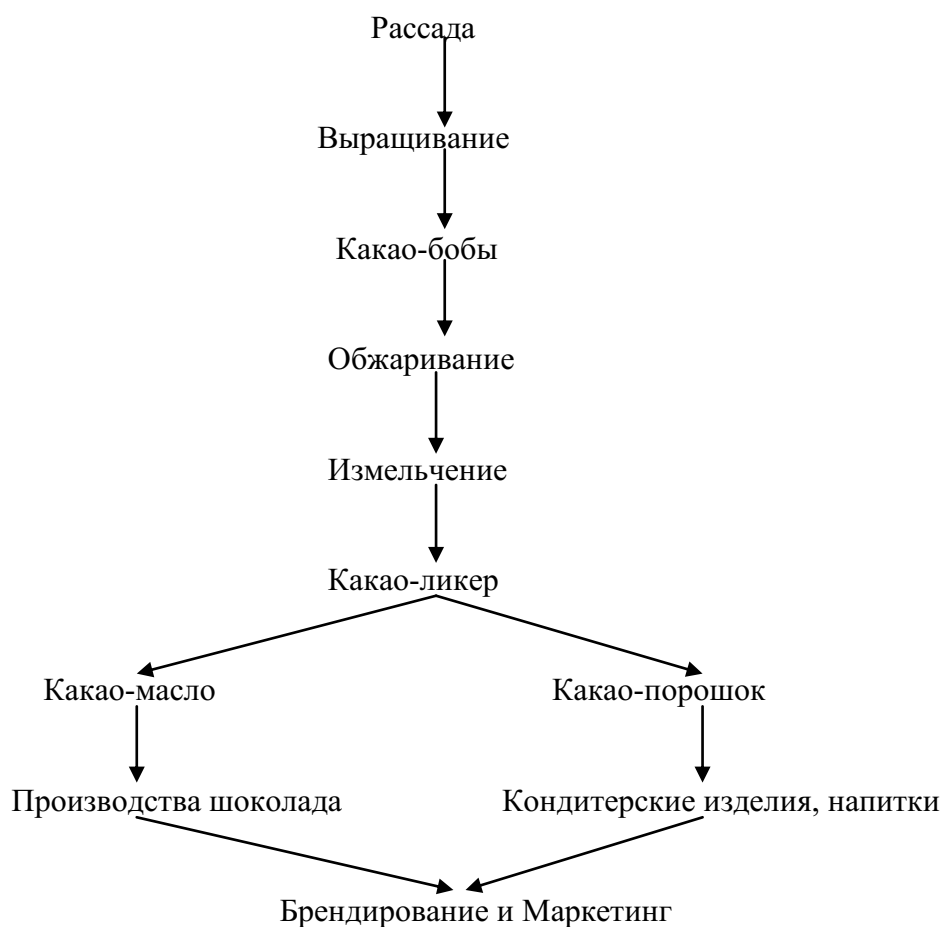 Рассада
Выращивание
Какао-бобы
Обжаривание
Измельчение
Какао-ликер
Какао-масло
Какао-порошок
Производства шоколада
Кондитерские изделия, напитки
Брендирование и Маркетинг